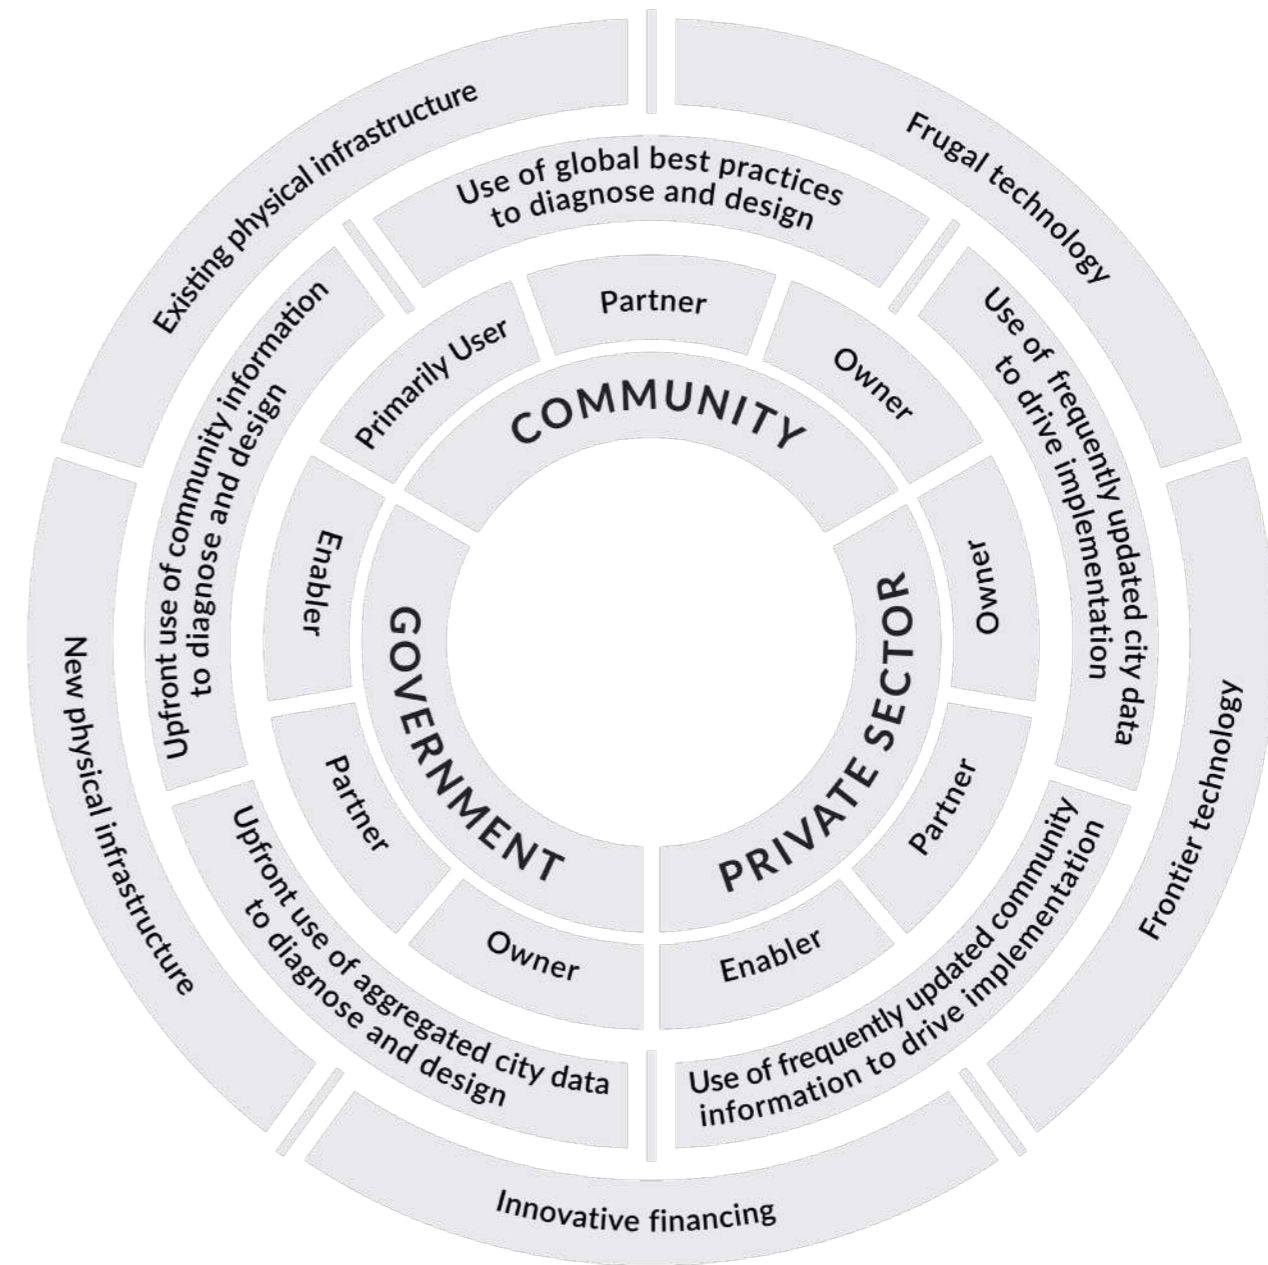 Existing physical infrastructure
Frugal technology
Frontier technology
Innovative financing
New physical infrastructure
Use of global best practices
to diagnose and design
Use of frequently updated city data
to drive implementation
Use of frequently updated community
information to drive implementation
Upfront use of aggregated city data
to diagnose and design
Upfront use of community information
to diagnose and design
Primarily User
Partner
Owner
Owner
Partner
Enabler
Owner
Partner
Enabler
COMMUNITY
PRIVATE SECTOR
GOVERNMENT